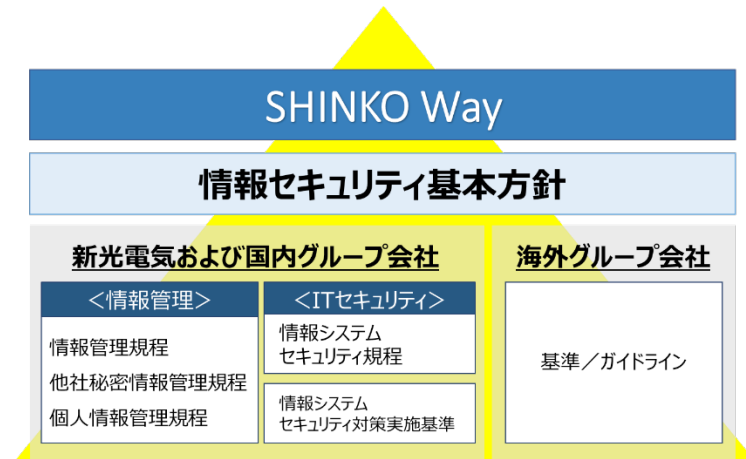 SHINKO Way
情報セキュリティ基本方針
新光電気および国内グループ会社
＜情報管理＞
情報管理規程
他社秘密情報管理規程
個人情報管理規程
＜ITセキュリティ＞
情報システム
セキュリティ規程
情報システム
セキュリティ対策実施基準
海外グループ会社
基準／ガイドライン